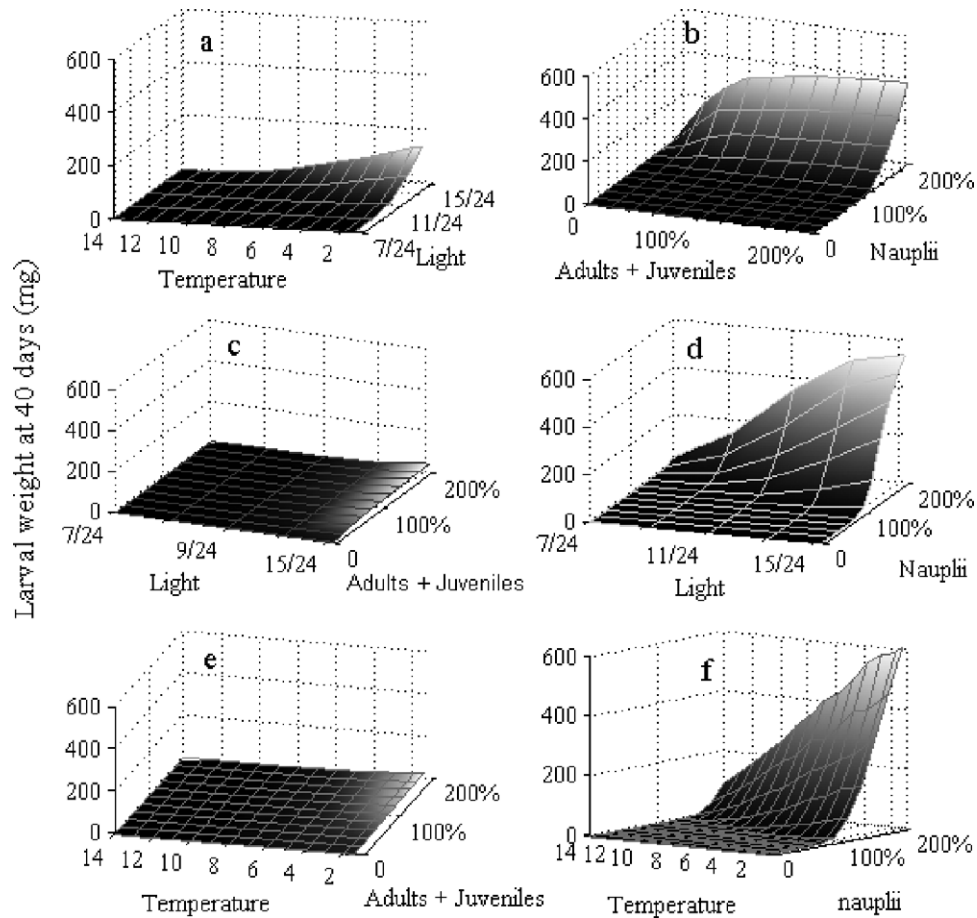 Larval weight at 40 days (mg)
a
600
400
200
0
14 12 10 8 6 4 2
Temperature
7/24 11/24 15/24
Light
b
600
400
200
0
0 100% 200%
Adults + Juveniles
0 100% 200%
Nauplii
c
600
400
200
0
7/24 9/24 15/24
Light
0 100% 200%
Adults + Juveniles
d
600
400
200
0
7/24 11/24 15/24
Light
0 100% 200%
Nauplii
e
600
400
200
0
14 12 10 8 6 4 2
Temperature
0 100% 200%
Adults + Juveniles
f
600
400
200
0
14 12 10 8 6 4 2
Temperature
0 100% 200%
nauplii